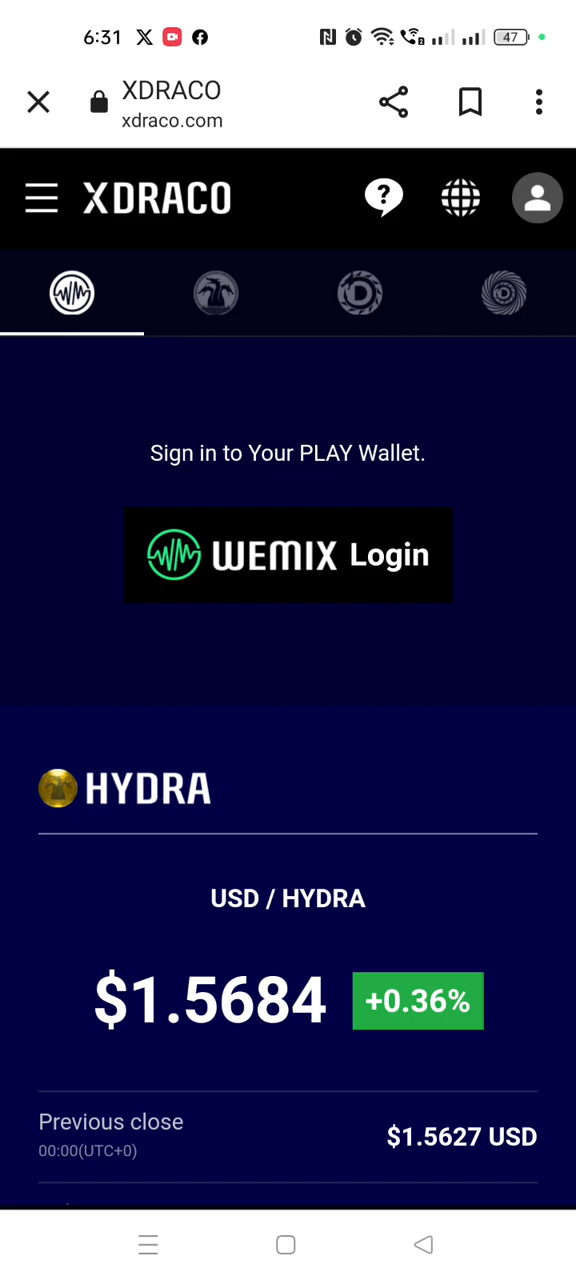 6:31
47
XDRACO
xdraco.com
XDRACO
Sign in to Your PLAY Wallet.
WEMIX Login
HYDRA
USD / HYDRA
$1.5684 +0.36%
Previous close
00:00(UTC+0)
$1.5627 USD